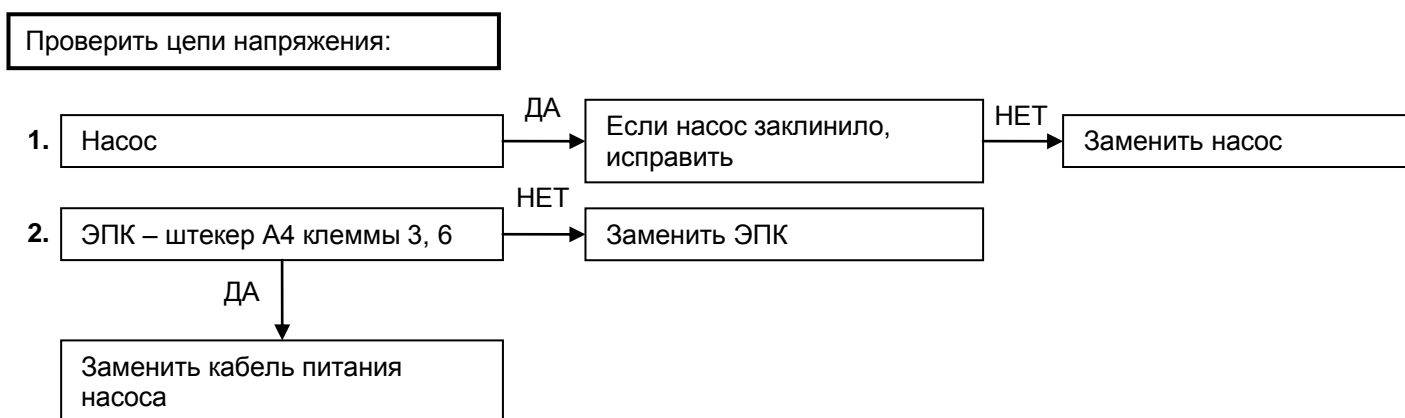 Проверить цепи напряжения:
ДА
НЕТ
1. Насос
Если насос заклинило,
исправить
Заменить насос
НЕТ
2. ЭПК – штекер А4 клеммы 3, 6
Заменить ЭПК
ДА
Заменить кабель питания
насоса